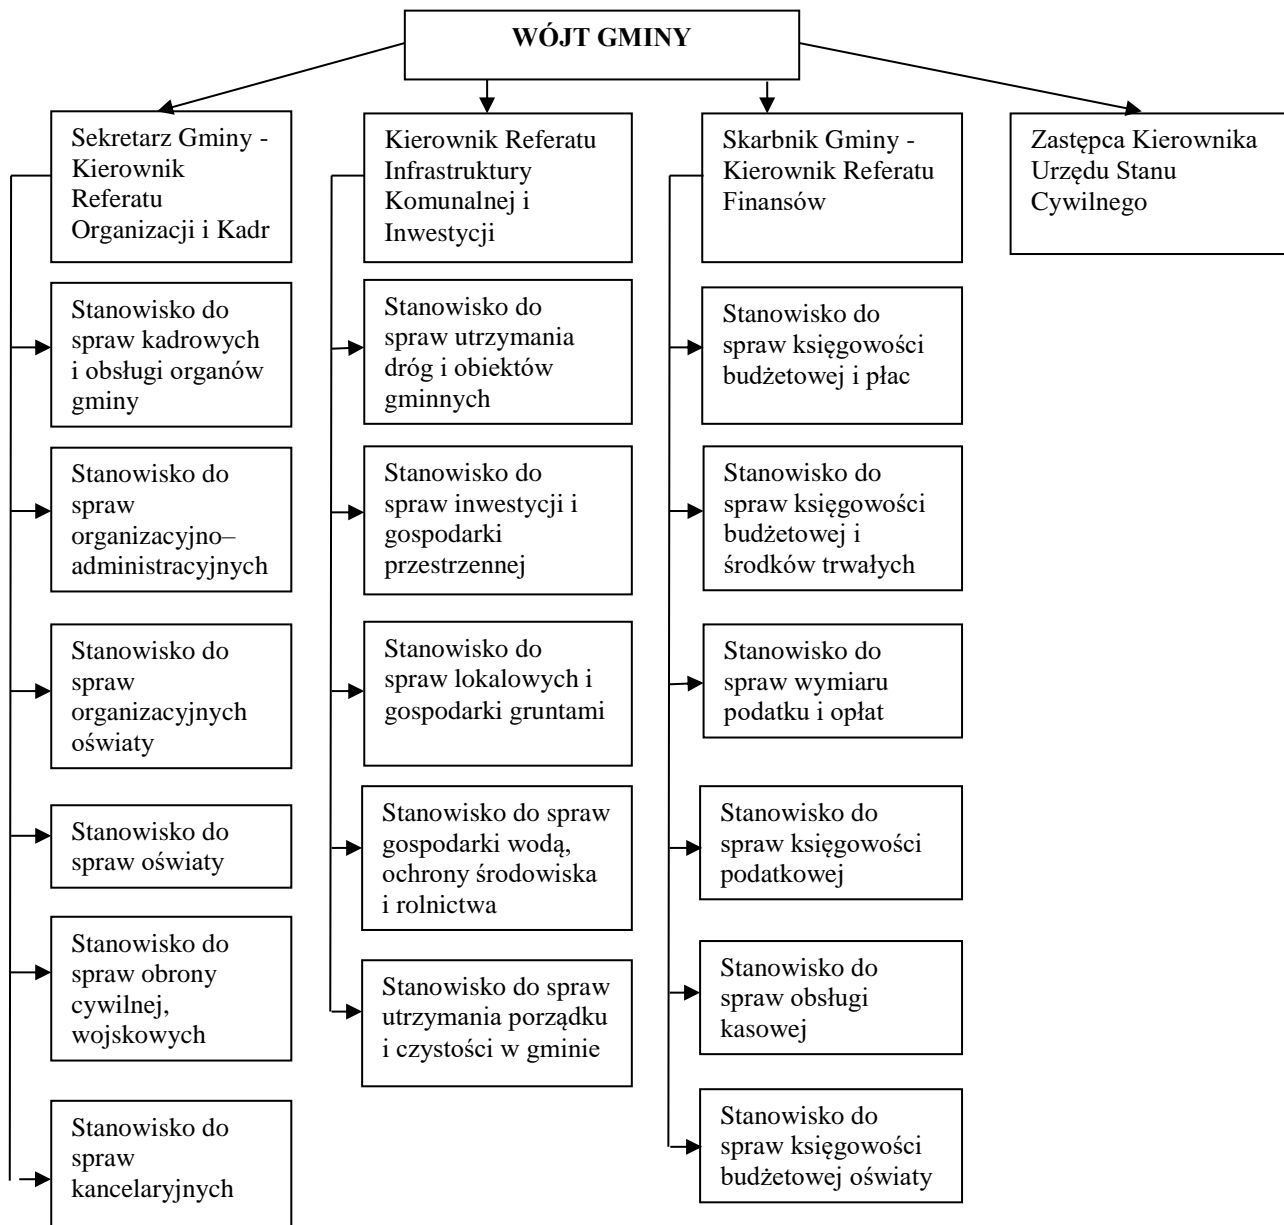 WÓJT GMINY
Sekretarz Gminy -
Kierownik
Referatu
Organizacji i Kadr
Kierownik Referatu
Infrastruktury
Komunalnej i
Inwestycji
Skarbnik Gminy -
Kierownik Referatu
Finansów
Zastępca Kierownika
Urzędu Stanu
Cywilnego
Stanowisko do
spraw kadrowych
i obsługi organów
gminy
Stanowisko do
spraw utrzymania
dróg i obiektów
gminnych
Stanowisko do
spraw księgowości
budżetowej i płac
Stanowisko do
spraw
organizacyjno–
administracyjnych
Stanowisko do
spraw inwestycji i
gospodarki
przestrzennej
Stanowisko do
spraw księgowości
budżetowej i
środków trwałych
Stanowisko do
spraw
organizacyjnych
oświaty
Stanowisko do
spraw lokalowych i
gospodarki gruntami
Stanowisko do
spraw wymiaru
podatku i opłat
Stanowisko do
spraw oświaty
Stanowisko do spraw
gospodarki wodą,
ochrony środowiska
i rolnictwa
Stanowisko do
spraw księgowości
podatkowej
Stanowisko do
spraw obrony
cywilnej,
wojskowych
Stanowisko do spraw
utrzymania porządku
i czystości w gminie
Stanowisko do
spraw obsługi
kasowej
Stanowisko do
spraw
kancelaryjnych
Stanowisko do
spraw księgowości
budżetowej oświaty